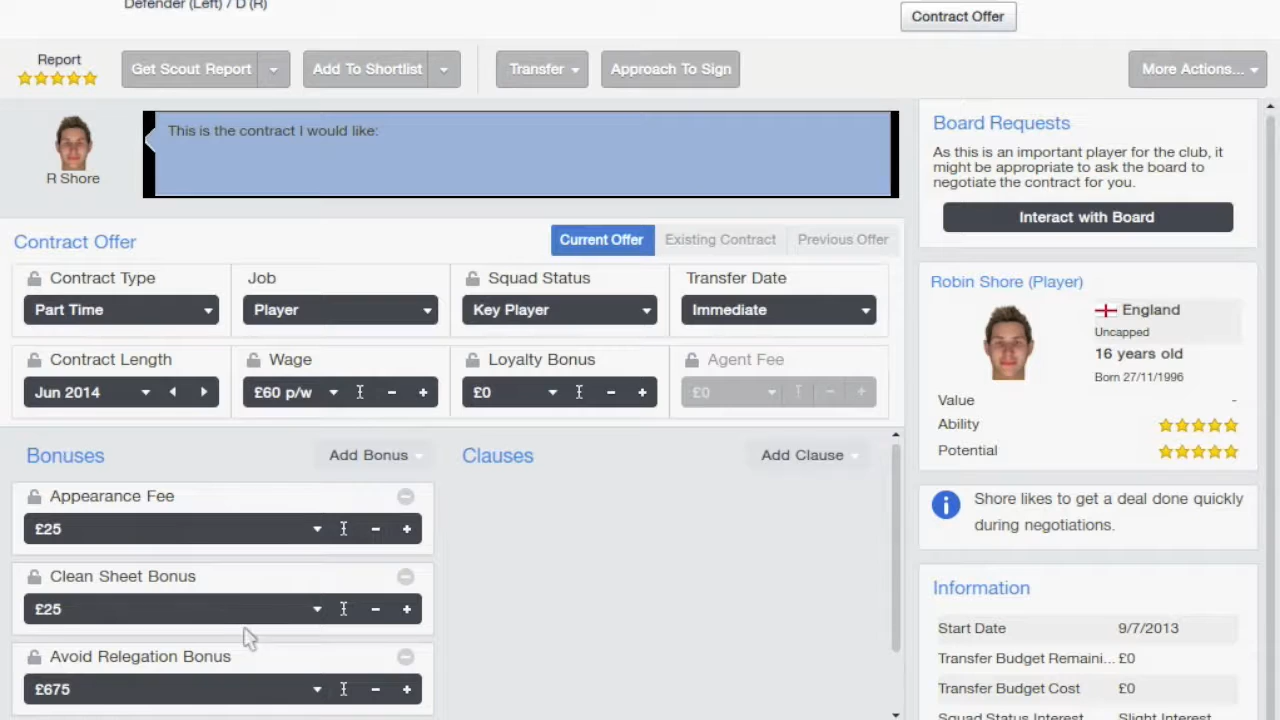 Defender (Left) / D (R)
Contract Offer
Report
Get Scout Report
Add To Shortlist
Transfer
Approach To Sign
More Actions...
R Shore
This is the contract I would like:
Board Requests
As this is an important player for the club, it
might be appropriate to ask the board to
negotiate the contract for you.
Interact with Board
Contract Offer
Current Offer
Existing Contract
Previous Offer
Contract Type
Job
Squad Status
Transfer Date
Part Time
Player
Key Player
Immediate
Contract Length
Wage
Loyalty Bonus
Agent Fee
Jun 2014
£60 p/w
£0
£0
Robin Shore (Player)
England
Uncapped
16 years old
Born 27/11/1996
Value -
Ability
Potential
Bonuses
Add Bonus
Clauses
Add Clause
Appearance Fee
£25
Clean Sheet Bonus
£25
Avoid Relegation Bonus
£675
Shore likes to get a deal done quickly
during negotiations.
Information
Start Date 9/7/2013
Transfer Budget Remaini... £0
Transfer Budget Cost £0
Squad Status Interest Slight Interest